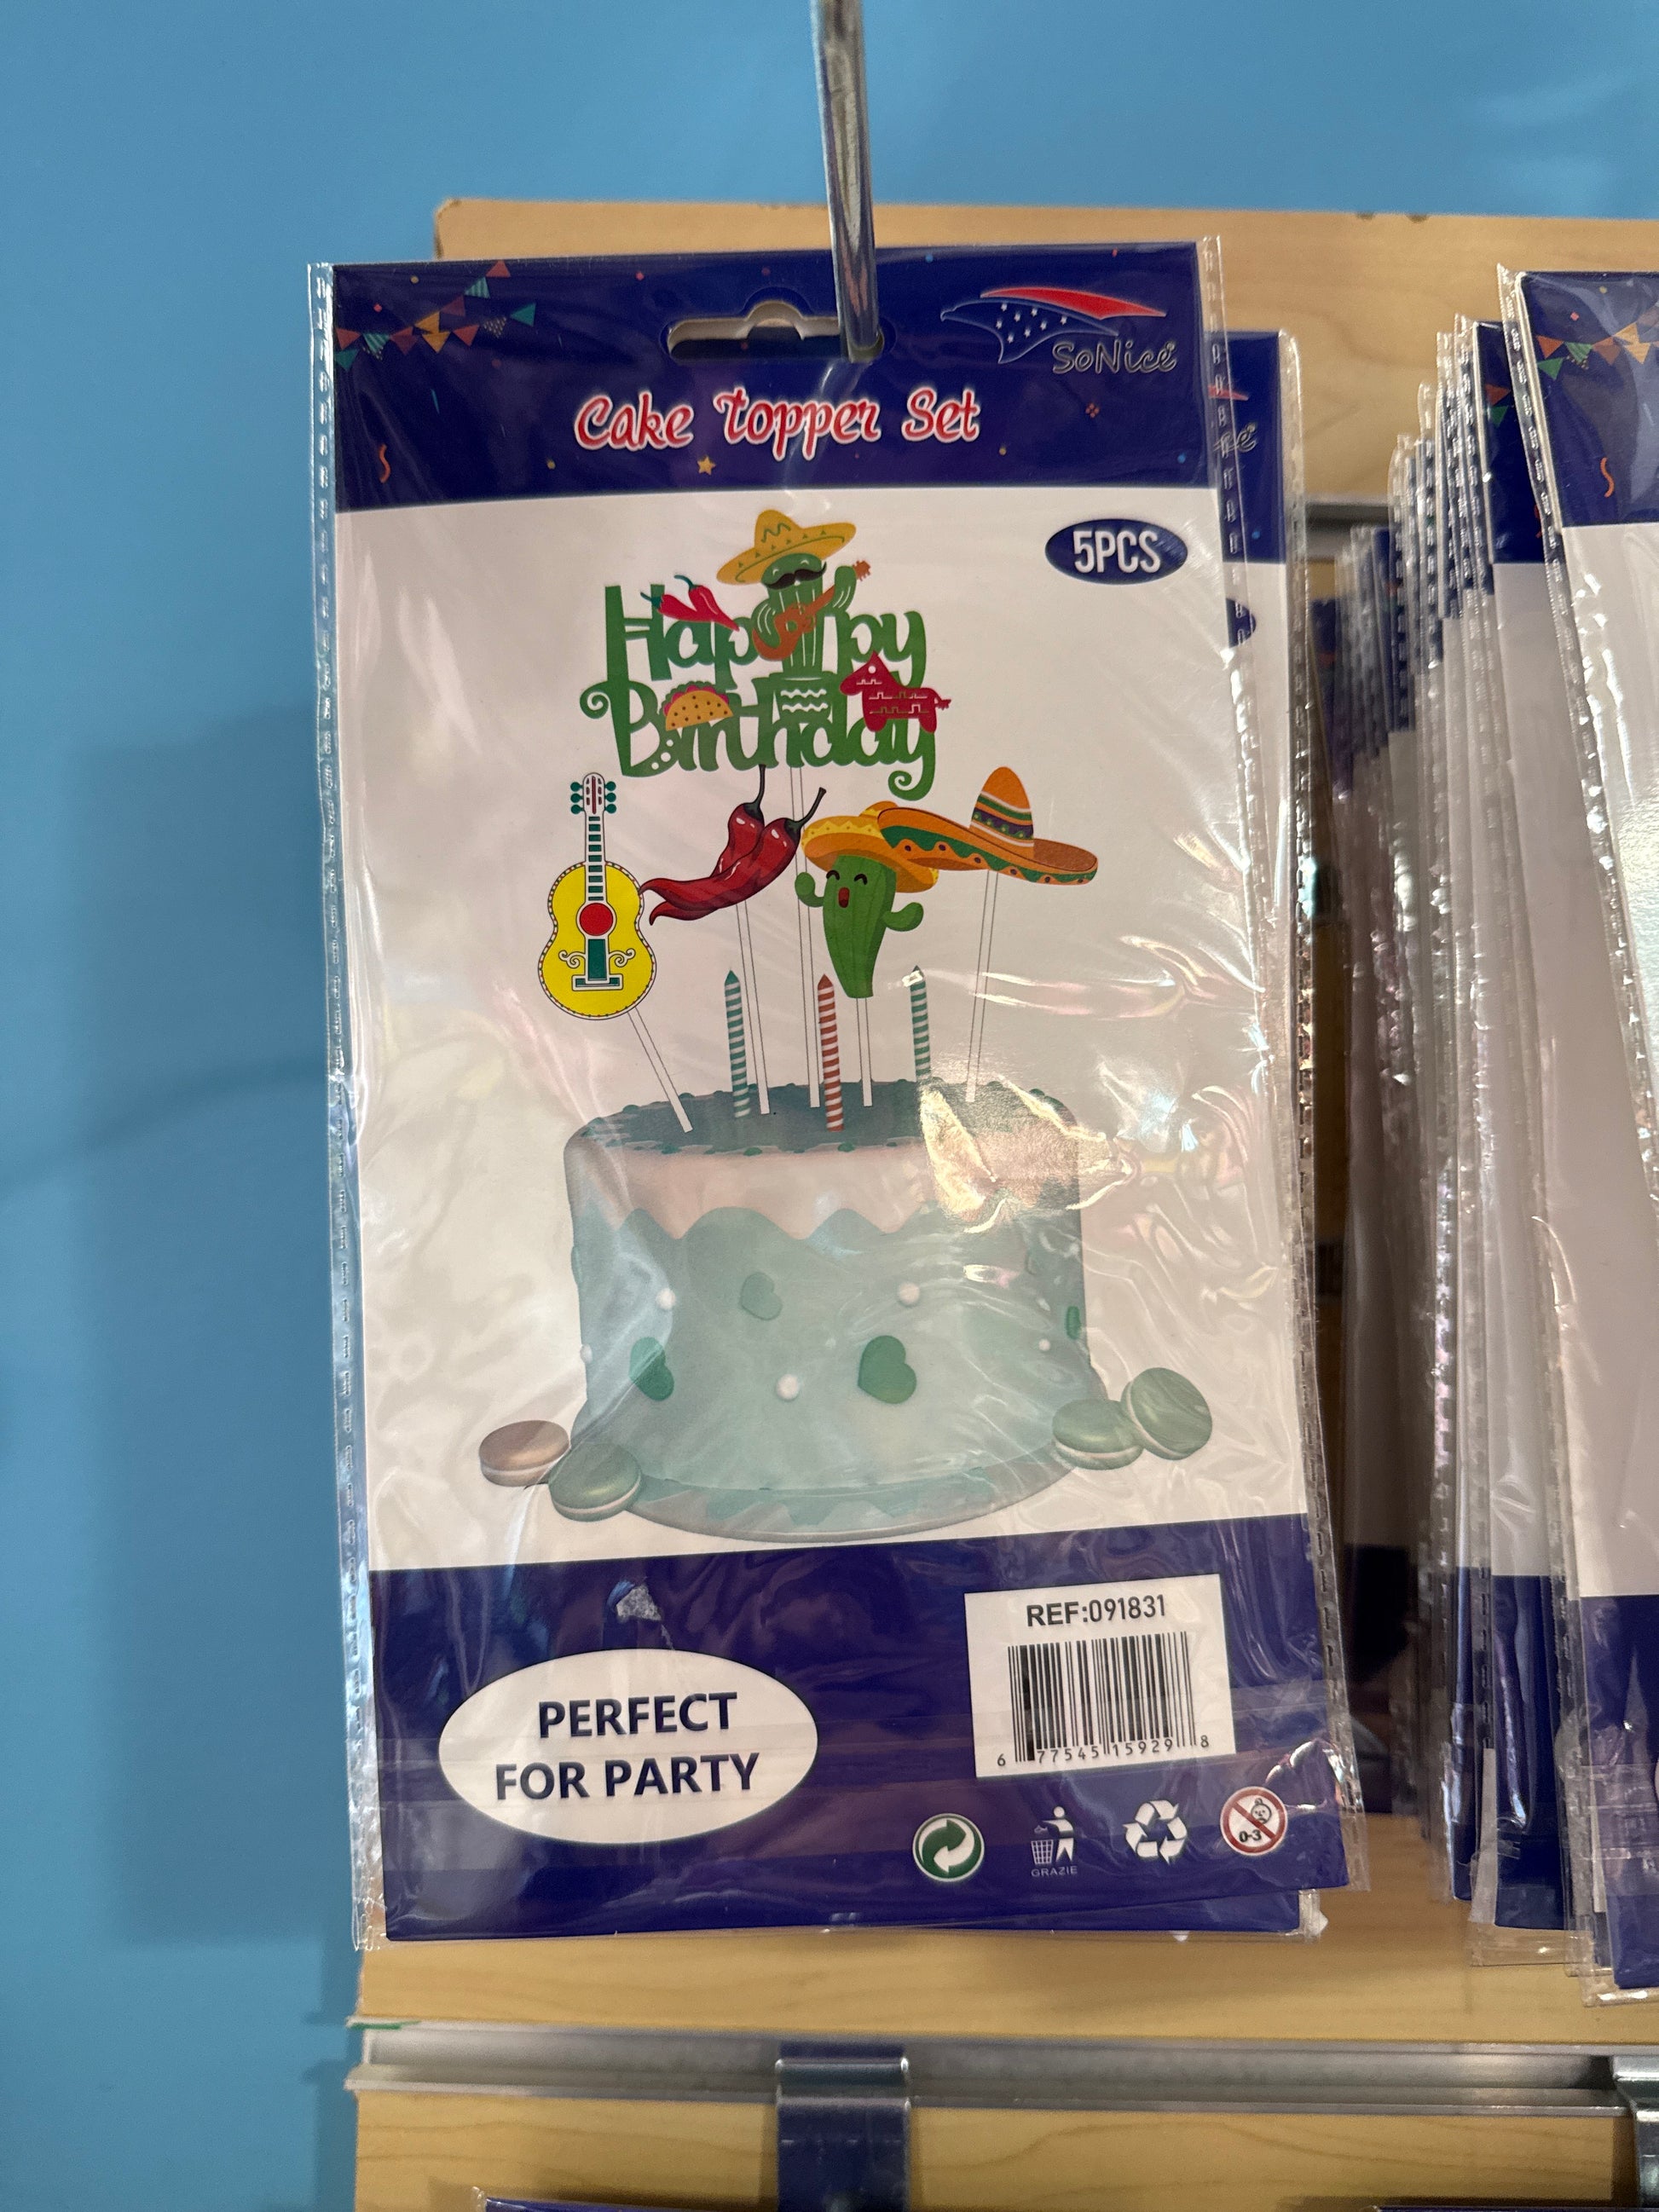 SoNice
Cake Topper Set
5PCS
Happy
Birthday
REF:091831
6 77545 15929 8
PERFECT
FOR PARTY
GRAZIE
0-3